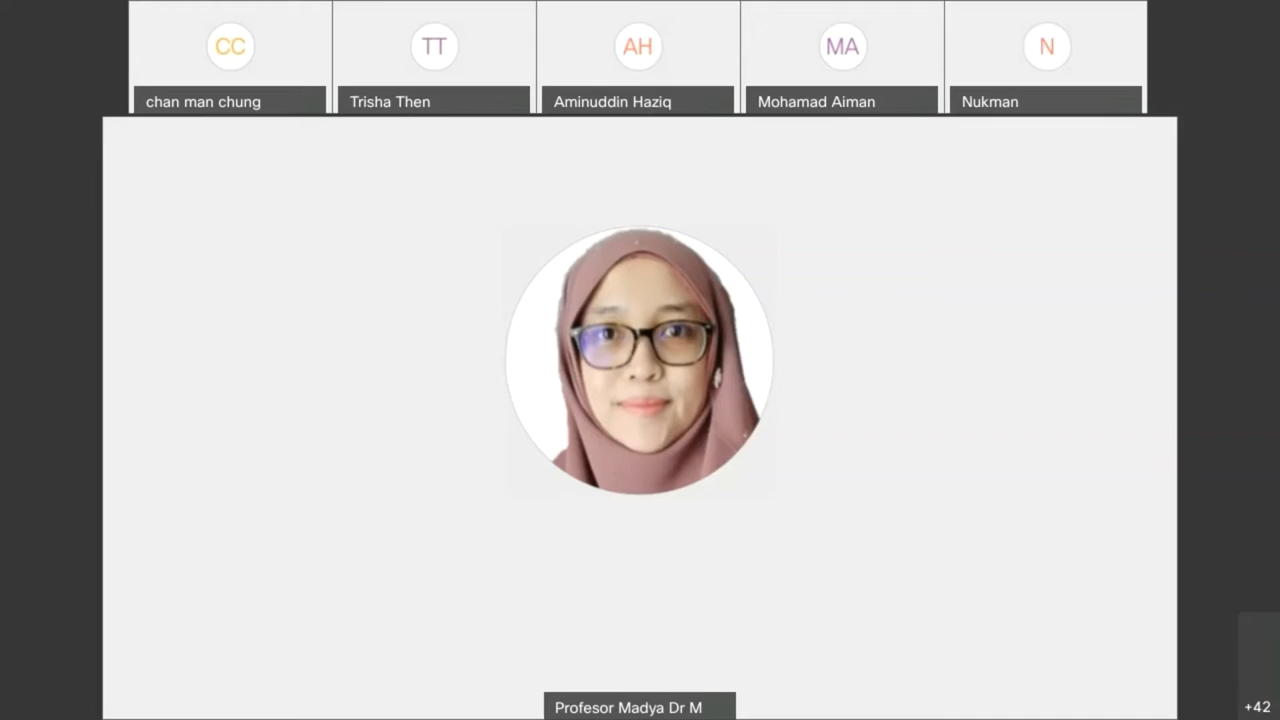 CC
TT
AH
MA
N
chan man chung
Trisha Then
Aminuddin Haziq
Mohamad Aiman
Nukman
Profesor Madya Dr M
+42